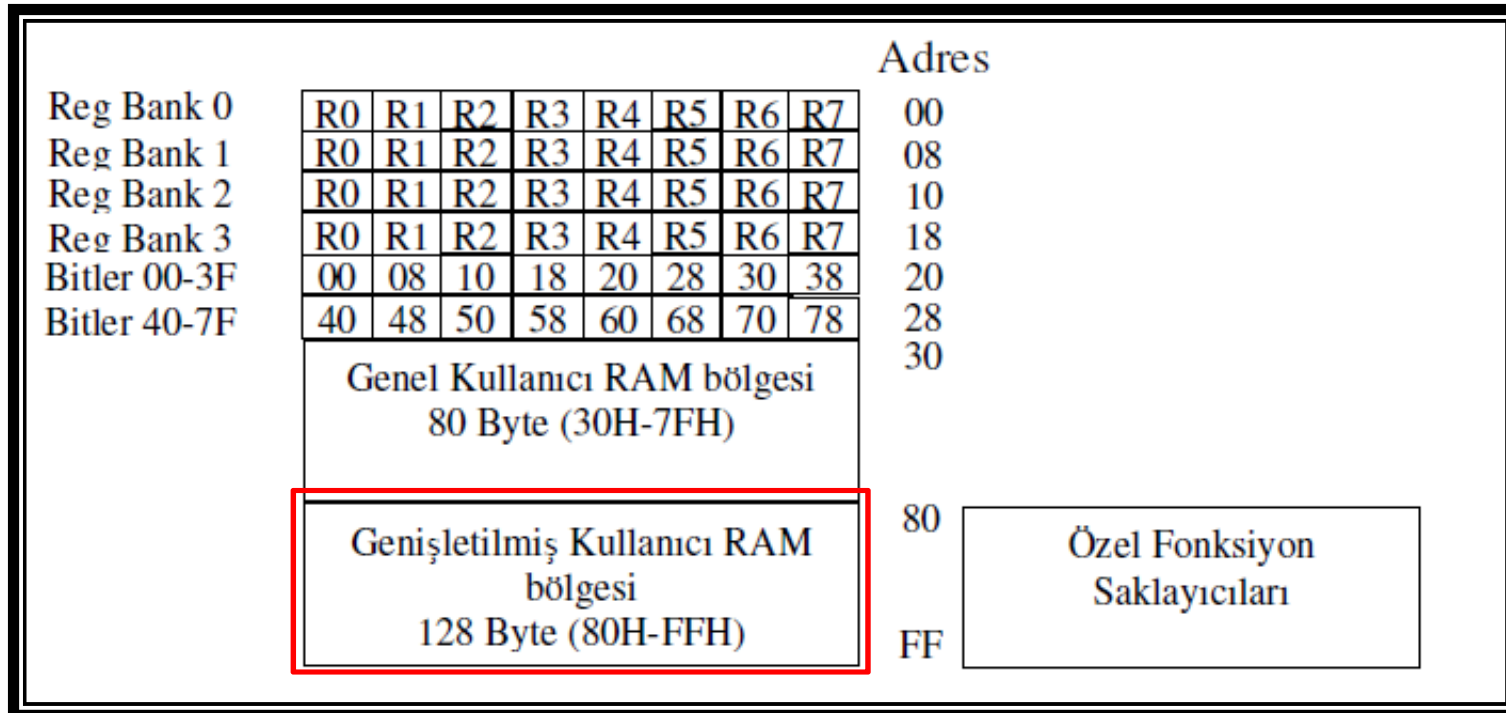 Adres
Reg Bank 0 R0 R1 R2 R3 R4 R5 R6 R7 00
Reg Bank 1 R0 R1 R2 R3 R4 R5 R6 R7 08
Reg Bank 2 R0 R1 R2 R3 R4 R5 R6 R7 10
Reg Bank 3 R0 R1 R2 R3 R4 R5 R6 R7 18
Bitler 00-3F 00 08 10 18 20 28 30 38 20
Bitler 40-7F 40 48 50 58 60 68 70 78 28
30
Genel Kullanıcı RAM bölgesi
80 Byte (30H-7FH)
80
Genişletilmiş Kullanıcı RAM
bölgesi
128 Byte (80H-FFH)
FF
Özel Fonksiyon
Saklayıcıları